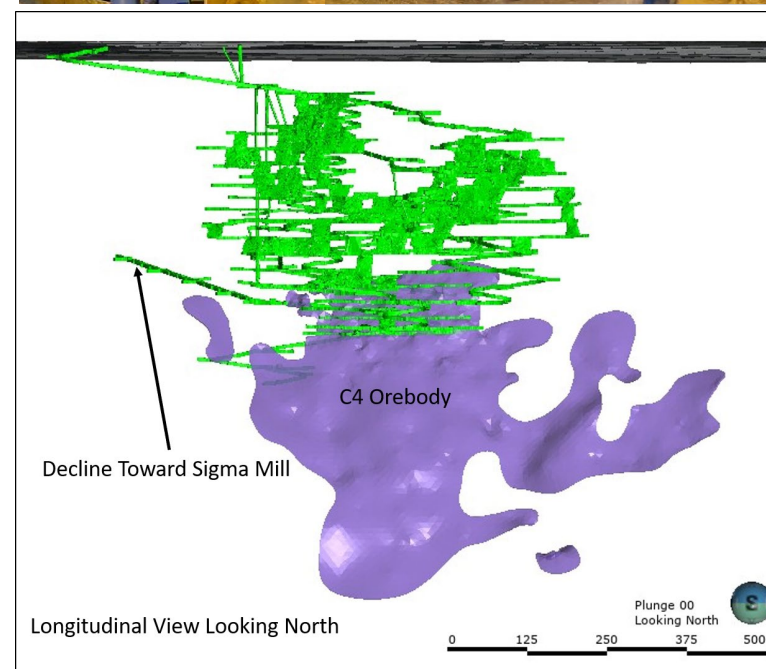 C4 Orebody
Decline Toward Sigma Mill
Plunge 00
Looking North
S
Longitudinal View Looking North
0 125 250 375 500